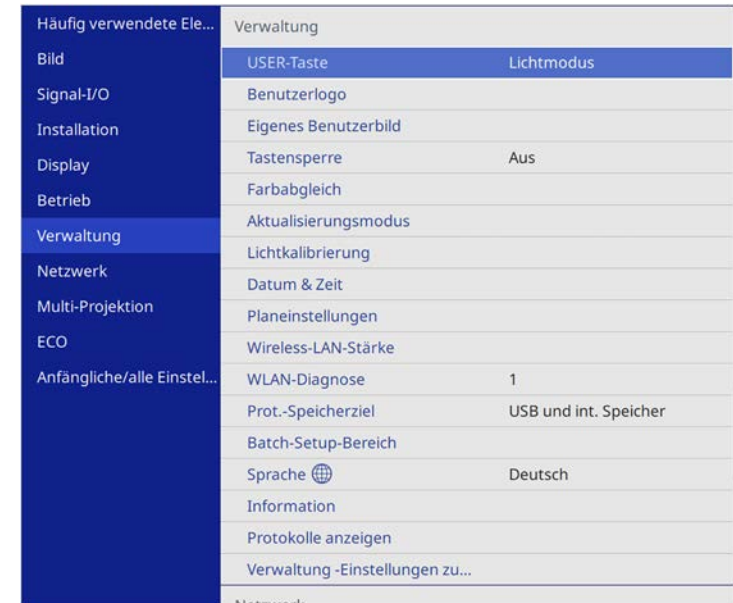 Häufig verwendete Ele...
Bild
Signal-I/O
Installation
Display
Betrieb
Verwaltung
Netzwerk
Multi-Projektion
ECO
Anfängliche/alle Einstel...
Verwaltung
USER-Taste Lichtmodus
Benutzerlogo
Eigenes Benutzerbild
Tastensperre Aus
Farbabgleich
Aktualisierungsmodus
Lichtkalibrierung
Datum & Zeit
Planeinstellungen
Wireless-LAN-Stärke
WLAN-Diagnose 1
Prot.-Speicherziel USB und int. Speicher
Batch-Setup-Bereich
Sprache Deutsch
Information
Protokolle anzeigen
Verwaltung -Einstellungen zu...